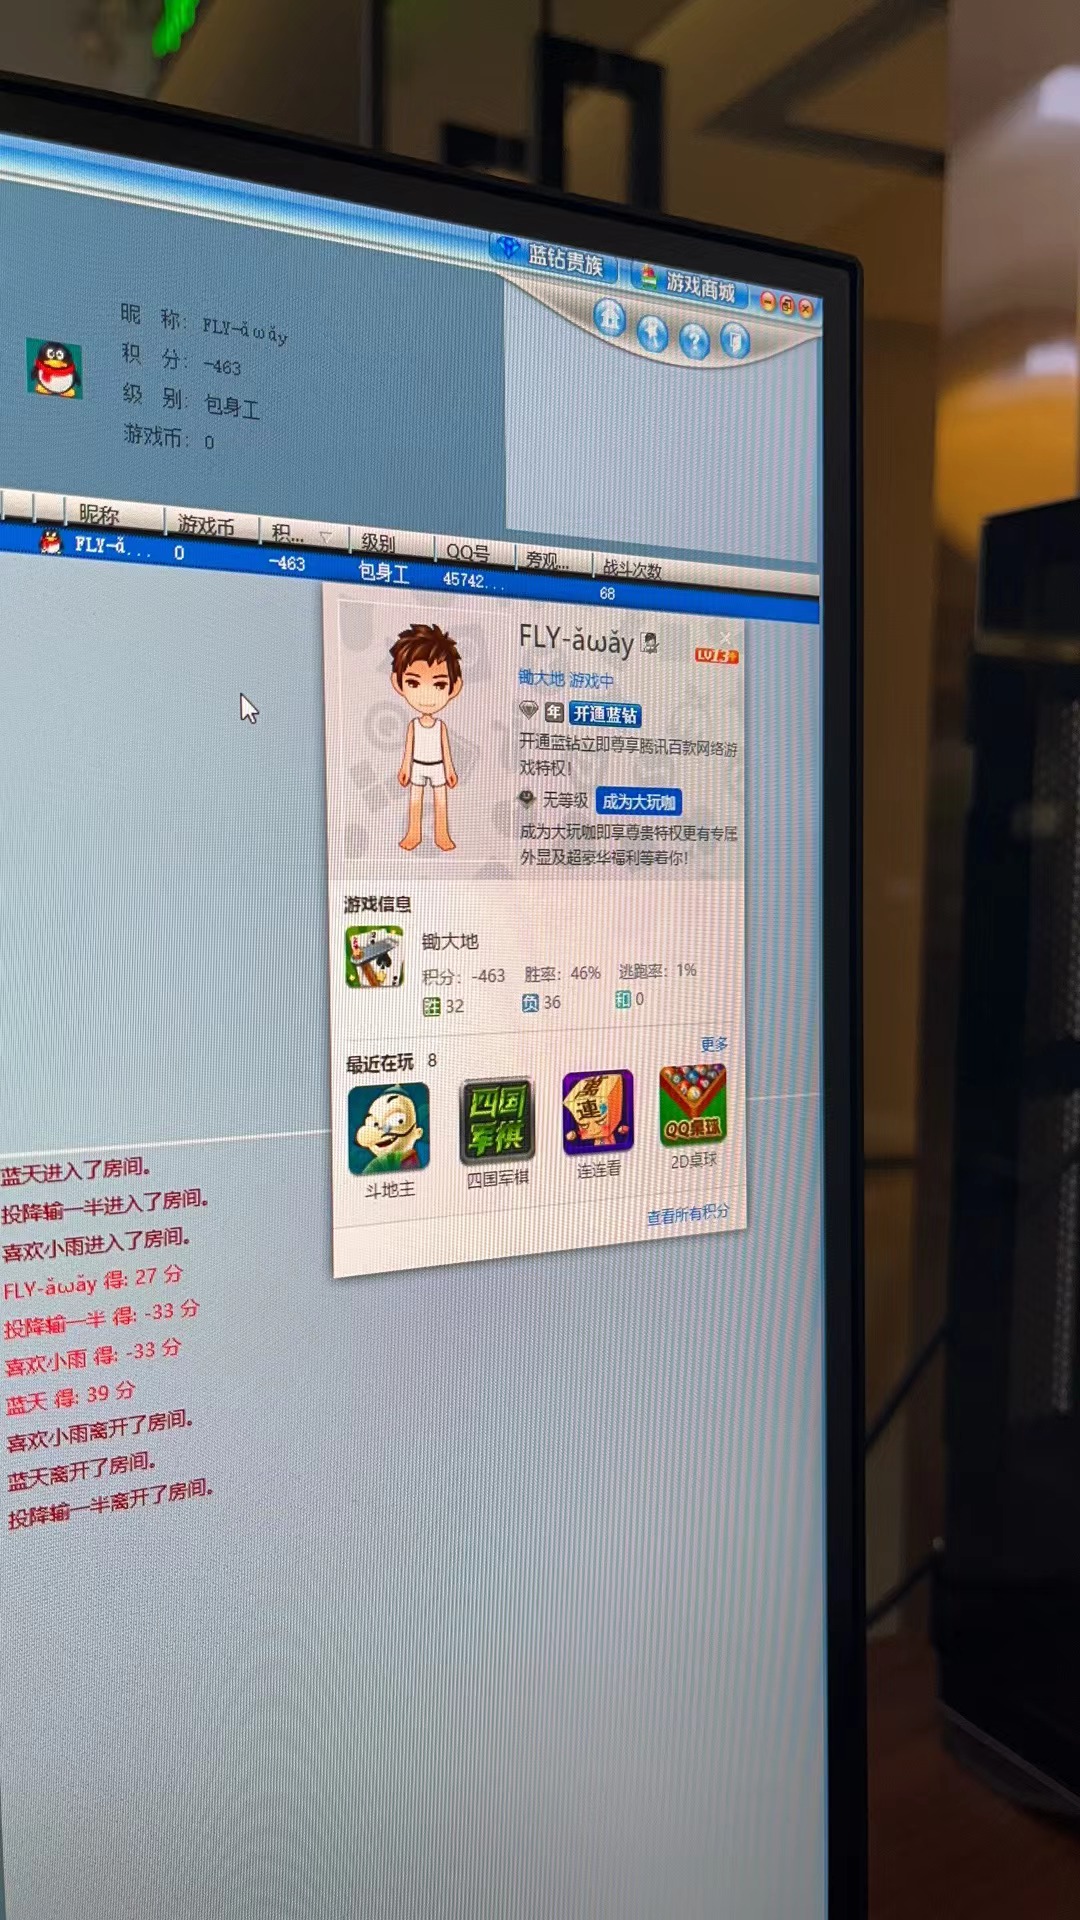 蓝钻贵族 游戏商城
昵 称: FLY-ǎωǎy
积 分: -463
级 别: 包身工
游戏币: 0
昵称 游戏币 积... 级别 QQ号 旁观... 战斗次数
FLY-ǎ... 0 -463 包身工 45742... 68
FLY-ǎωǎy
LV 3
锄大地 游戏中
年 开通蓝钻
开通蓝钻立即尊享腾讯百款网络游
戏特权!
无等级 成为大玩咖
成为大玩咖即享尊贵特权更有专属
外显及超豪华福利等着你!
游戏信息
锄大地
积分: -463 胜率: 46% 逃跑率: 1%
胜 32 负 36 和 0
最近在玩 8 更多
四国
军棋
連
QQ桌球
斗地主 四国军棋 连连看 2D桌球
查看所有积分
蓝天进入了房间。
投降输一半进入了房间。
喜欢小雨进入了房间。
FLY-ǎωǎy 得: 27 分
投降输一半 得: -33 分
喜欢小雨 得: -33 分
蓝天 得: 39 分
喜欢小雨离开了房间。
蓝天离开了房间。
投降输一半离开了房间。